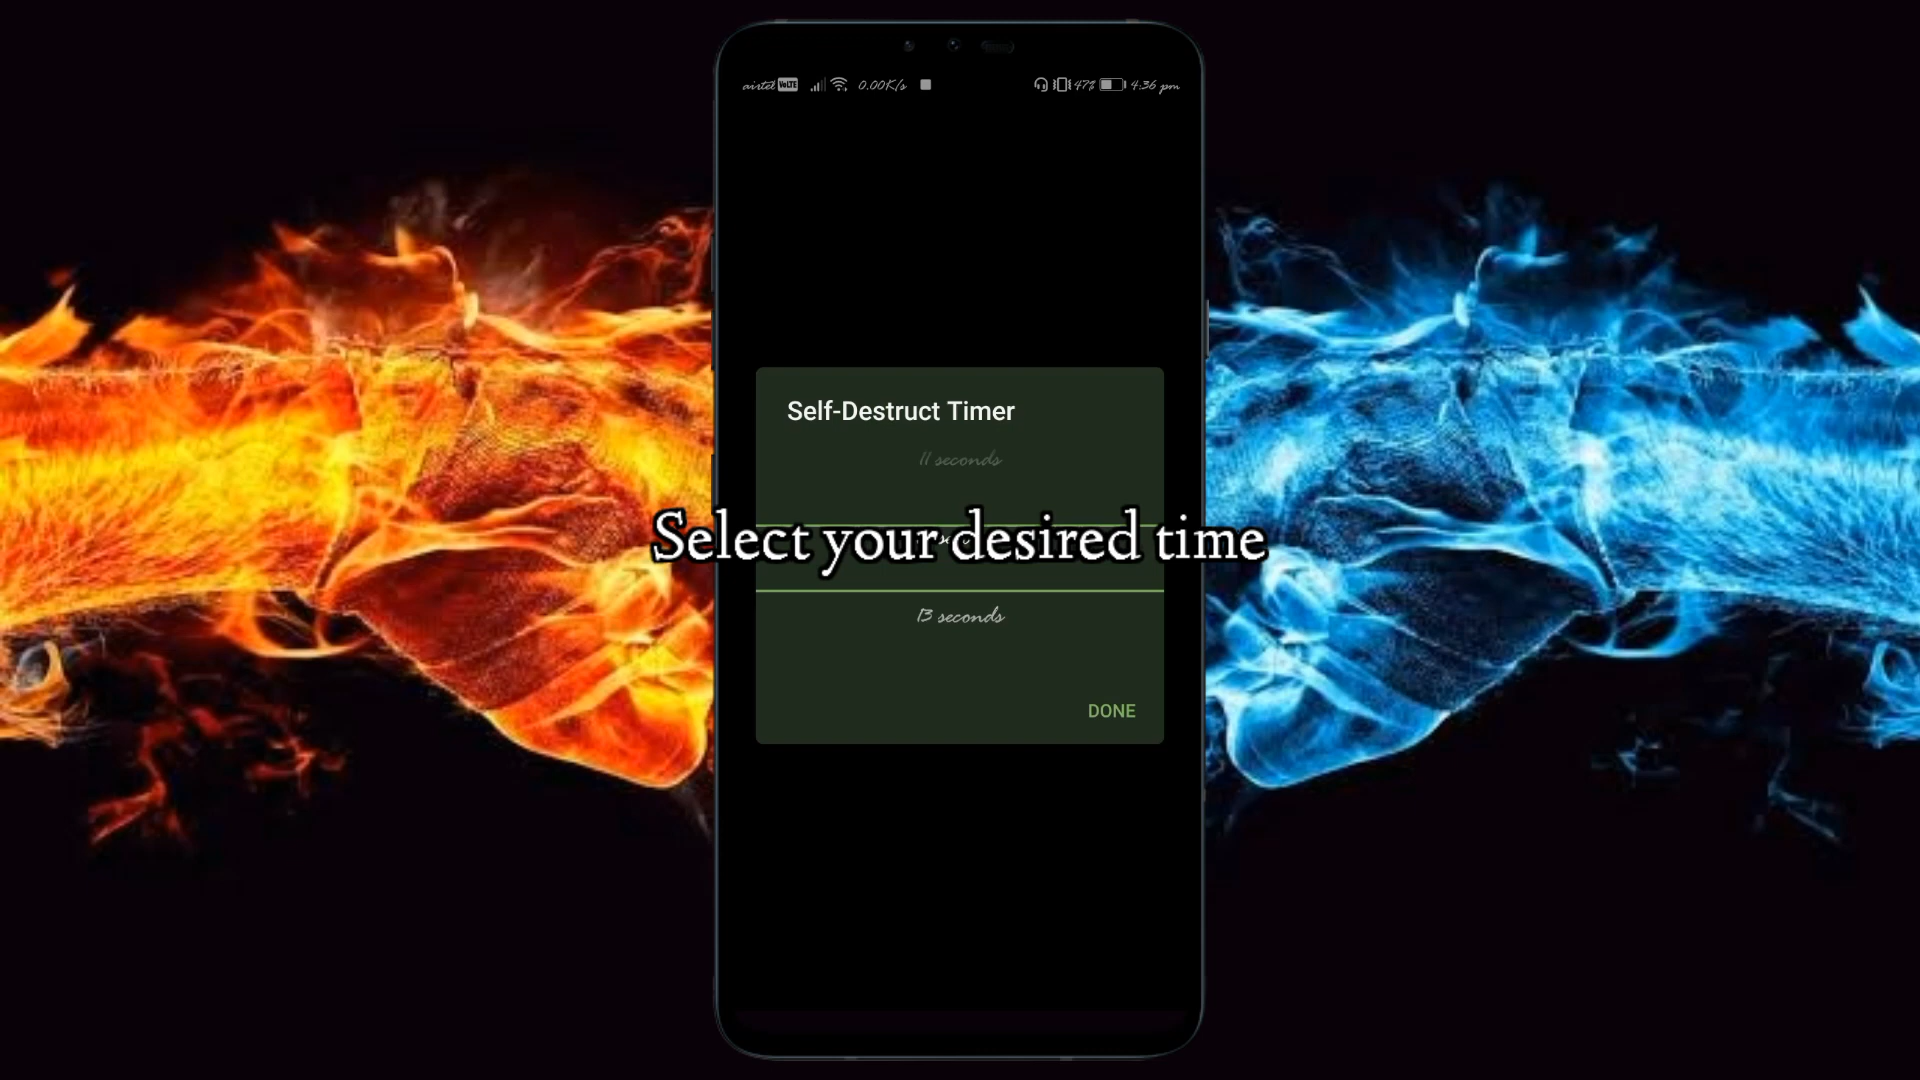 airtel VoLTE 0.00K/s 47% 4:36 pm
Self-Destruct Timer
11 seconds
Select your desired time
13 seconds
DONE